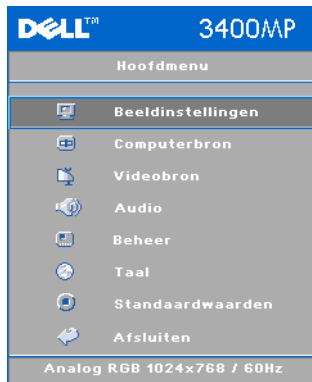 DELL™ 3400MP
Hoofdmenu
Beeldinstellingen
Computerbron
Videobron
Audio
Beheer
Taal
Standaardwaarden
Afsluiten
Analog RGB 1024x768 / 60Hz